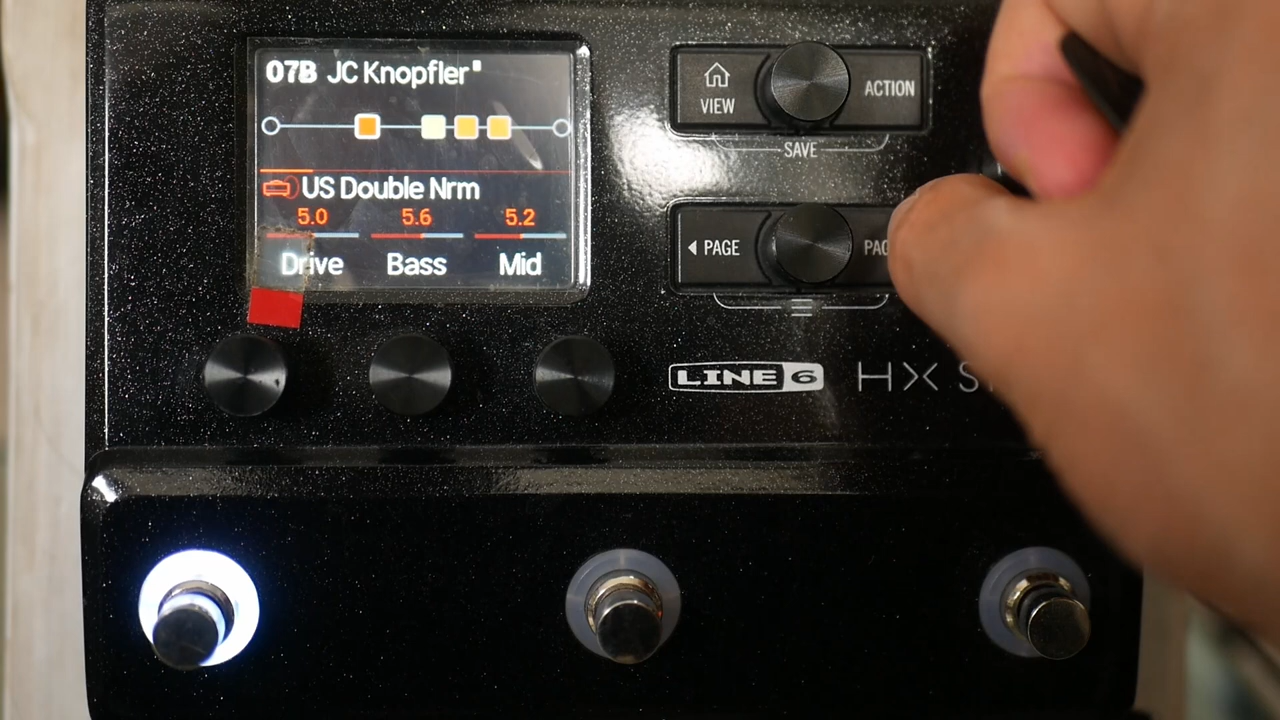 07B JC Knopfler
US Double Nrm
5.0 5.6 5.2
Drive Bass Mid
VIEW
ACTION
SAVE
PAGE
LINE 6 HX